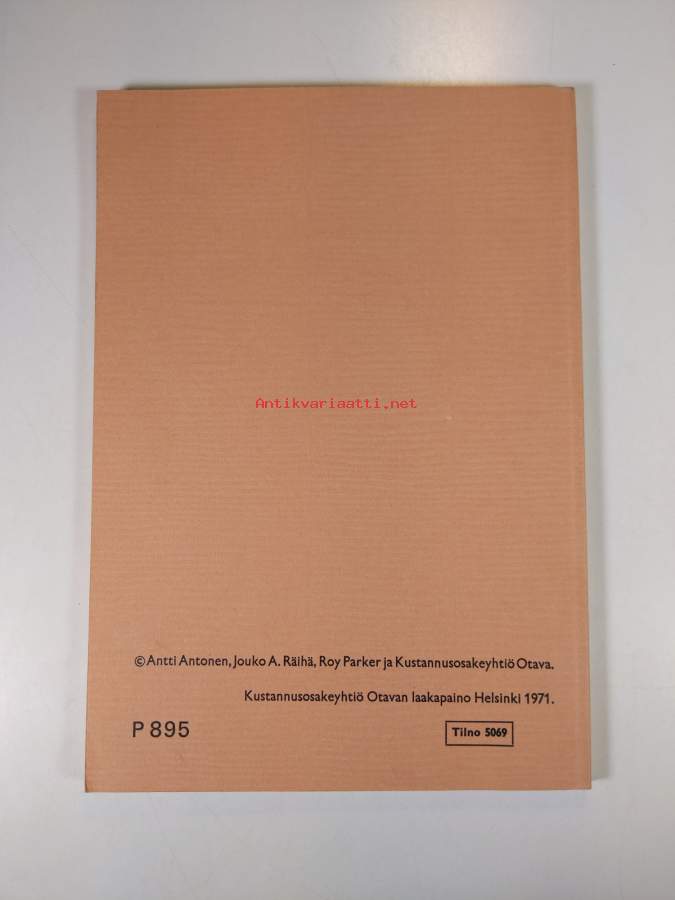 Antikvariaatti.net
©Antti Antonen, Jouko A. Räihä, Roy Parker ja Kustannusosakeyhtiö Otava.
Kustannusosakeyhtiö Otavan laakapaino Helsinki 1971.
P 895
Tilno 5069